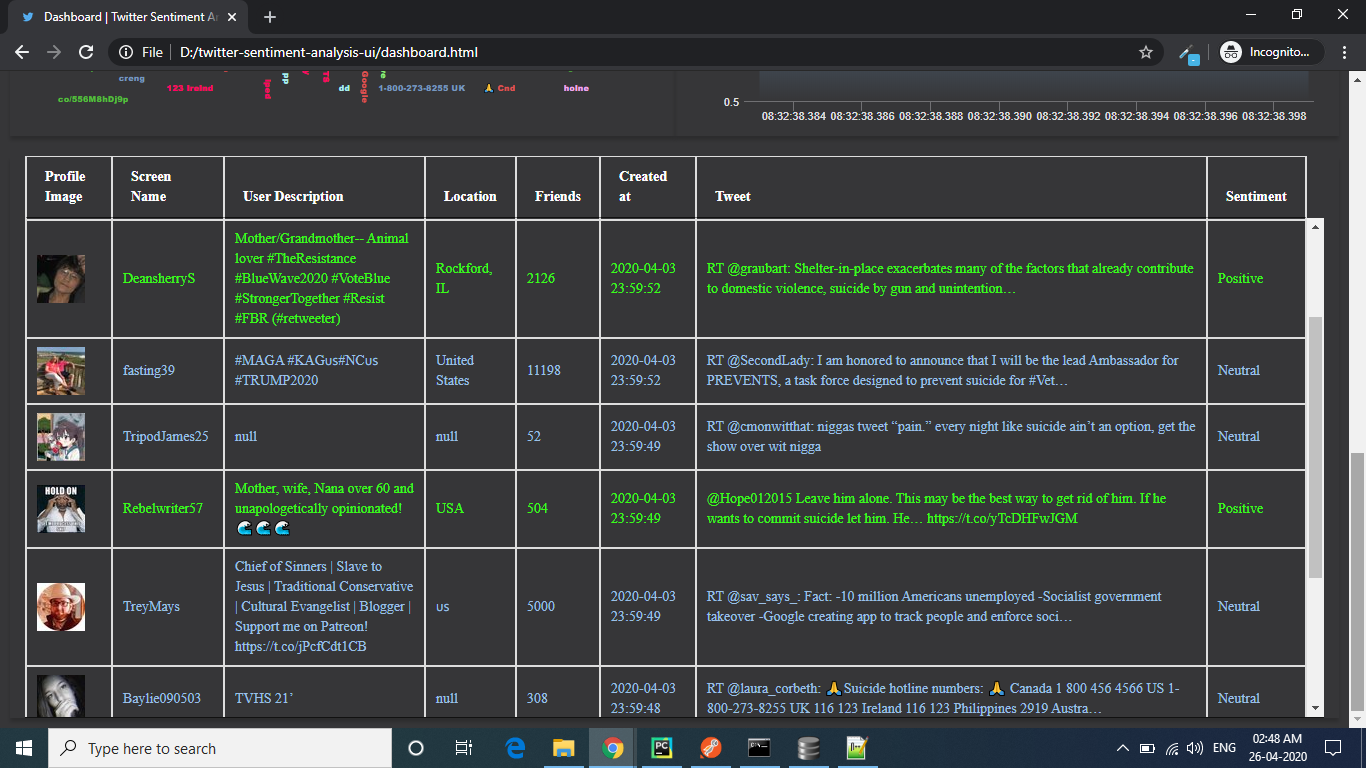 Dashboard | Twitter Sentiment An
File D:/twitter-sentiment-analysis-ui/dashboard.html Incognito...
creng
123 Irelnd
co/556M8hDj9p
pp
TS
Google
dd
1-800-273-8255 UK
🙏 Cnd
holne
0.5
08:32:38.384 08:32:38.386 08:32:38.388 08:32:38.390 08:32:38.392 08:32:38.394 08:32:38.396 08:32:38.398
Profile Image
Screen Name
User Description
Location
Friends
Created at
Tweet
Sentiment
DeansherryS
Mother/Grandmother-- Animal
lover #TheResistance
#BlueWave2020 #VoteBlue
#StrongerTogether #Resist
#FBR (#retweeter)
Rockford,
IL
2126
2020-04-03
23:59:52
RT @graubart: Shelter-in-place exacerbates many of the factors that already contribute
to domestic violence, suicide by gun and unintention…
Positive
HOLD ON
fasting39
#MAGA #KAG🇺🇸#NC🇺🇸
#TRUMP2020
United
States
11198
2020-04-03
23:59:52
RT @SecondLady: I am honored to announce that I will be the lead Ambassador for
PREVENTS, a task force designed to prevent suicide for #Vet…
Neutral
TripodJames25
null
null
52
2020-04-03
23:59:49
RT @cmonwitthat: niggas tweet “pain.” every night like suicide ain’t an option, get the
show over wit nigga
Neutral
Rebelwriter57
Mother, wife, Nana over 60 and
unapologetically opinionated!
🌊🌊🌊
USA
504
2020-04-03
23:59:49
@Hope012015 Leave him alone. This may be the best way to get rid of him. If he
wants to commit suicide let him. He… https://t.co/yTcDHFwJGM
Positive
TreyMays
Chief of Sinners | Slave to
Jesus | Traditional Conservative
| Cultural Evangelist | Blogger |
Support me on Patreon!
https://t.co/jPcfCdt1CB
🇺🇸
5000
2020-04-03
23:59:49
RT @sav_says_: Fact: -10 million Americans unemployed -Socialist government
takeover -Google creating app to track people and enforce soci…
Neutral
Baylie090503
TVHS 21’
null
308
2020-04-03
23:59:48
RT @laura_corbeth: 🙏Suicide hotline numbers: 🙏 Canada 1 800 456 4566 US 1-
800-273-8255 UK 116 123 Ireland 116 123 Philippines 2919 Austra…
Neutral
Type here to search
ENG
02:48 AM
26-04-2020